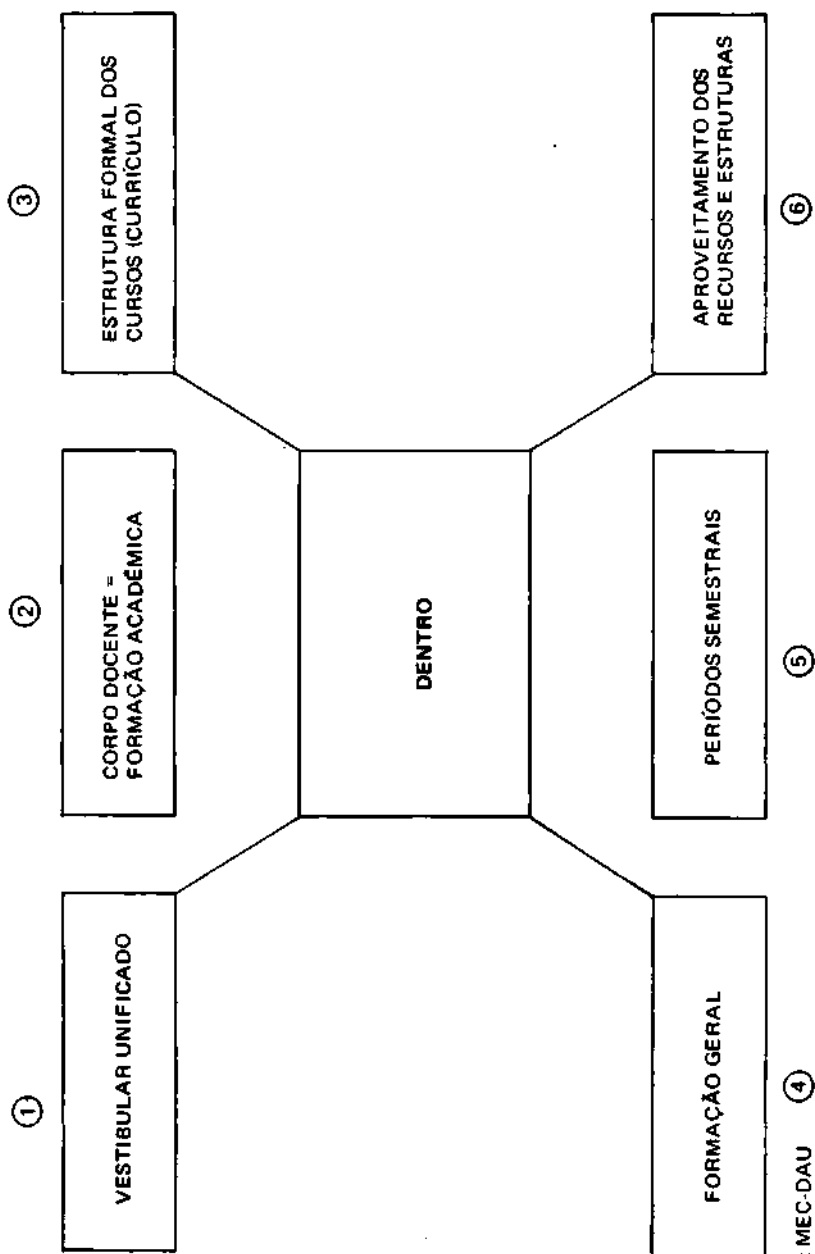 ①
②
③
VESTIBULAR UNIFICADO
CORPO DOCENTE =
FORMAÇÃO ACADÊMICA
ESTRUTURA FORMAL DOS
CURSOS (CURRÍCULO)
DENTRO
FORMAÇÃO GERAL
PERÍODOS SEMESTRAIS
APROVEITAMENTO DOS
RECURSOS E ESTRUTURAS
: MEC-DAU
④
⑤
⑥